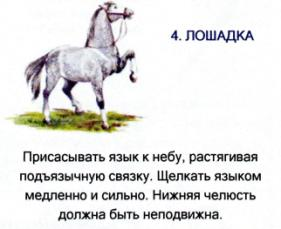 4. ЛОШАДКА
Присасывать язык к небу, растягивая
подъязычную связку. Щелкать языком
медленно и сильно. Нижняя челюсть
должна быть неподвижна.